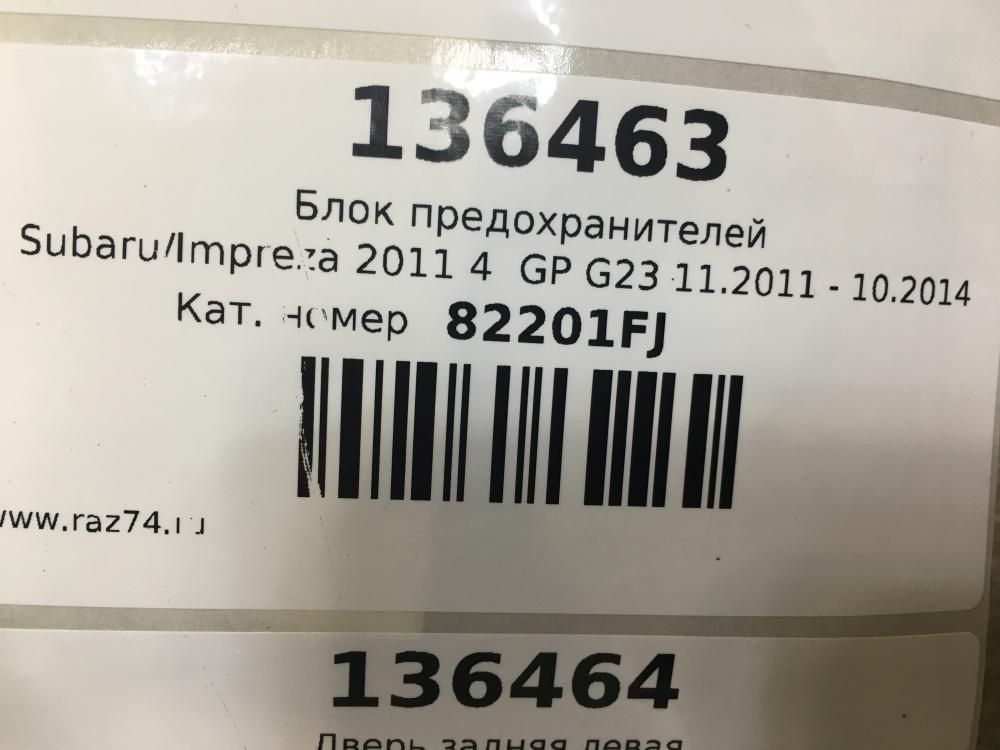 136463
Блок предохранителей
Subaru/Impreza 2011 4 GP G23 11.2011 - 10.2014
Кат. номер 82201FJ
www.raz74.ru
136464
Дверь задняя левая